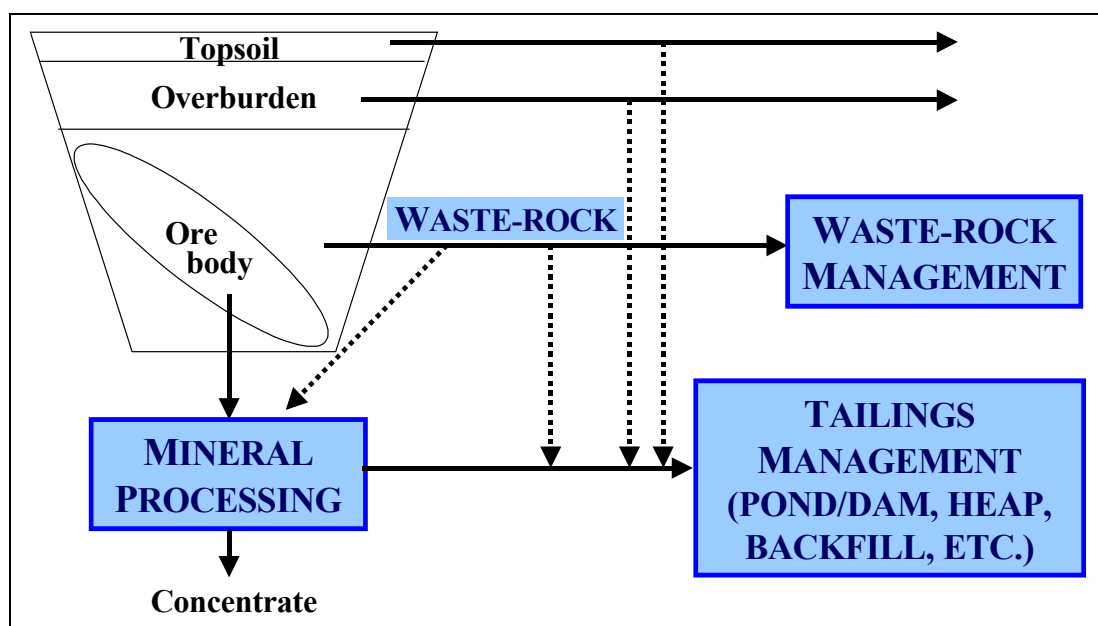 Topsoil
Overburden
WASTE-ROCK
Ore
body
WASTE-ROCK
MANAGEMENT
MINERAL
PROCESSING
TAILINGS
MANAGEMENT
(POND/DAM, HEAP,
BACKFILL, ETC.)
Concentrate